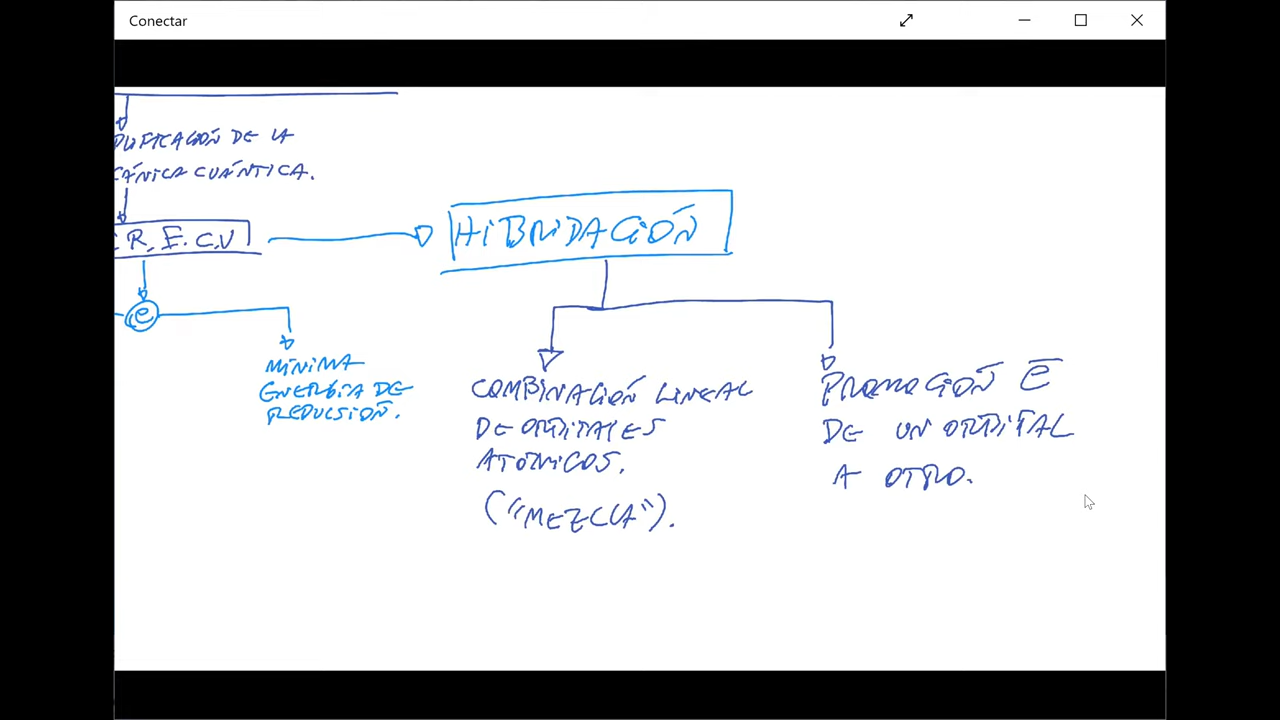 Conectar
PLIFICACIÓN DE LA
CÁNICA CUÁNTICA.
R.E.C.V
e
MÍNIMA
ENERGÍA DE
REPULSIÓN.
HIBRIDACIÓN
COMBINACIÓN LINEAL
DE ORBITALES
ATÓMICOS.
("MEZCLA").
PROMOCIÓN e̅
DE UN ORBITAL
A OTRO.